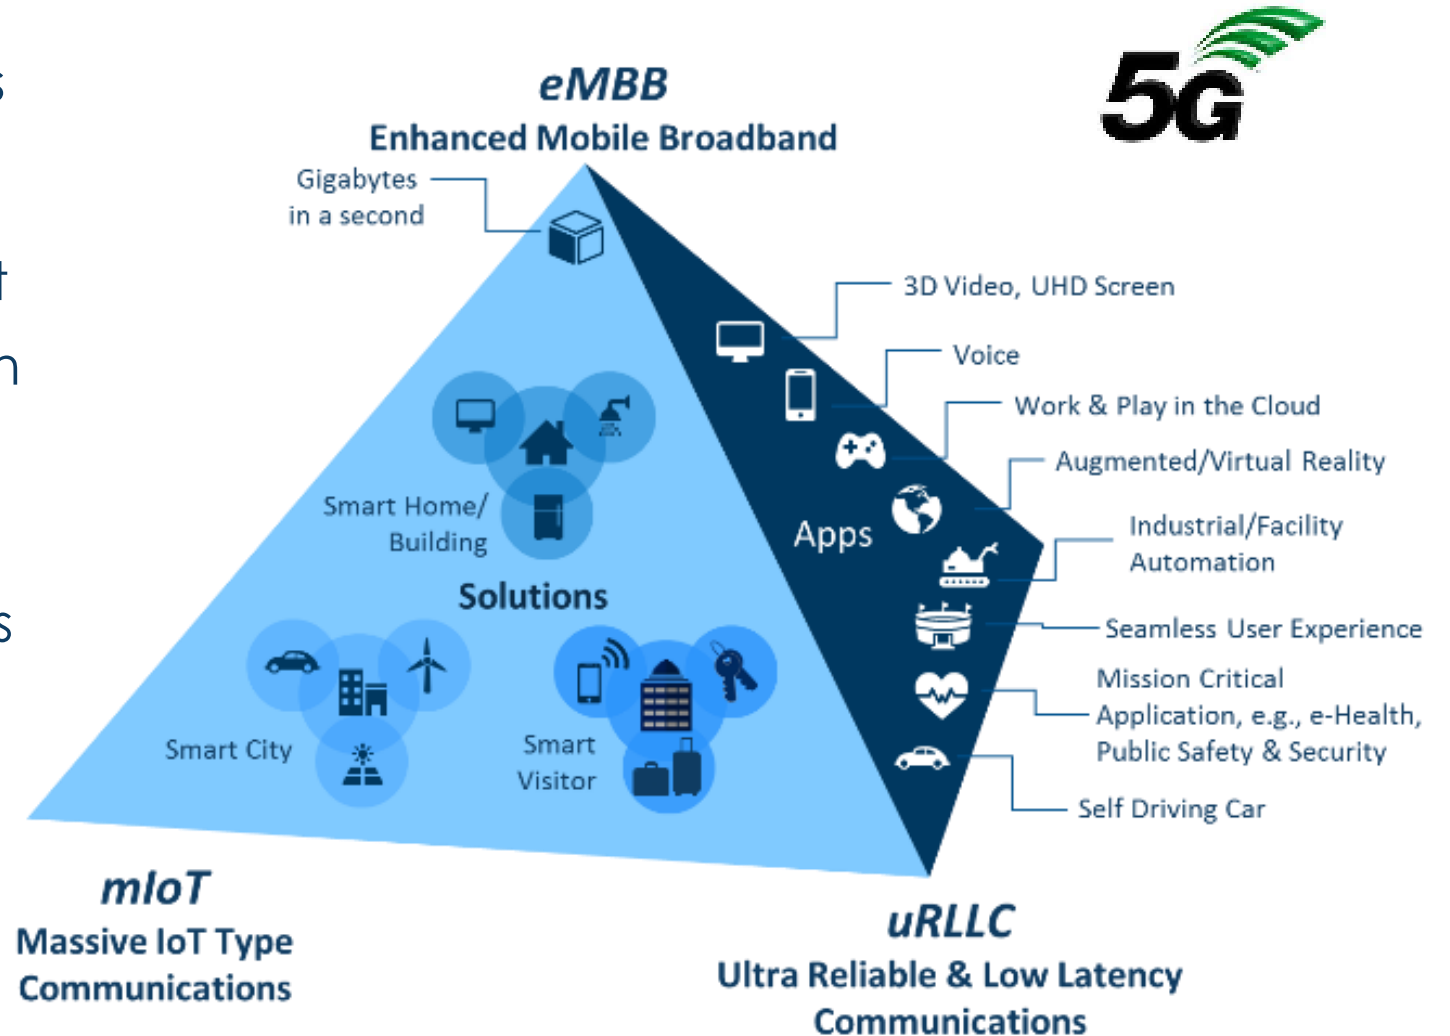 5G
eMBB
Enhanced Mobile Broadband
Gigabytes
in a second
3D Video, UHD Screen
Voice
Work & Play in the Cloud
Augmented/Virtual Reality
Apps
Industrial/Facility
Automation
Smart Home/
Building
Solutions
Seamless User Experience
Mission Critical
Application, e.g., e-Health,
Public Safety & Security
Smart City
Smart
Visitor
Self Driving Car
mIoT
Massive IoT Type
Communications
uRLLC
Ultra Reliable & Low Latency
Communications